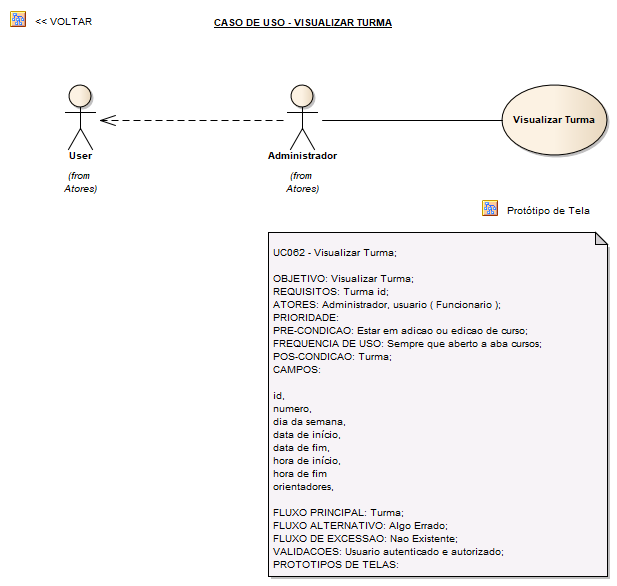 << VOLTAR
CASO DE USO - VISUALIZAR TURMA
User
(from
Atores)
Administrador
(from
Atores)
Visualizar Turma
Protótipo de Tela
UC062 - Visualizar Turma;
OBJETIVO: Visualizar Turma;
REQUISITOS: Turma id;
ATORES: Administrador, usuario ( Funcionario );
PRIORIDADE:
PRE-CONDICAO: Estar em adicao ou edicao de curso;
FREQUENCIA DE USO: Sempre que aberto a aba cursos;
POS-CONDICAO: Turma;
CAMPOS:
id,
numero,
dia da semana,
data de início,
data de fim,
hora de início,
hora de fim
orientadores,
FLUXO PRINCIPAL: Turma;
FLUXO ALTERNATIVO: Algo Errado;
FLUXO DE EXCESSAO: Nao Existente;
VALIDACOES: Usuario autenticado e autorizado;
PROTOTIPOS DE TELAS: